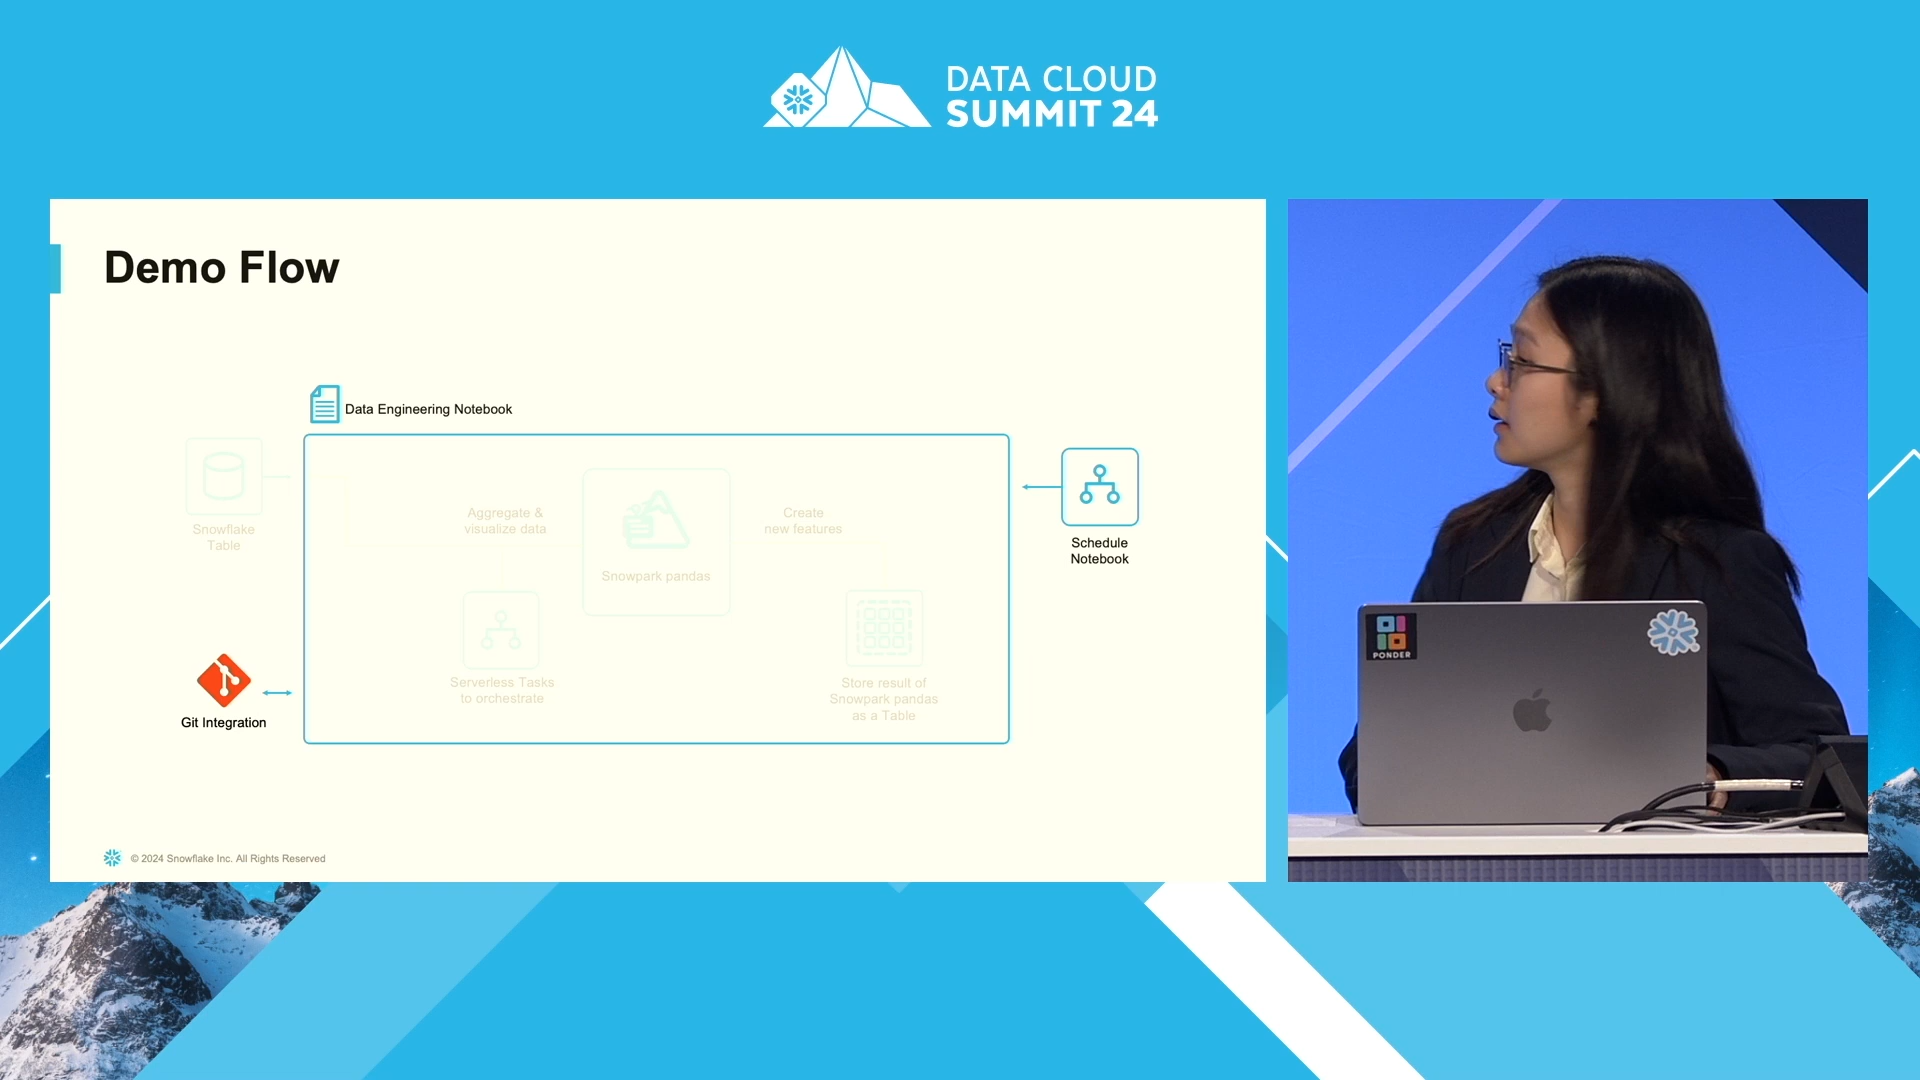 DATA CLOUD
SUMMIT 24
Demo Flow
Data Engineering Notebook
Snowflake
Table
Aggregate &
visualize data
Snowpark pandas
Create
new features
Schedule
Notebook
Serverless Tasks
to orchestrate
Store result of
Snowpark pandas
as a Table
Git Integration
© 2024 Snowflake Inc. All Rights Reserved
PONDER